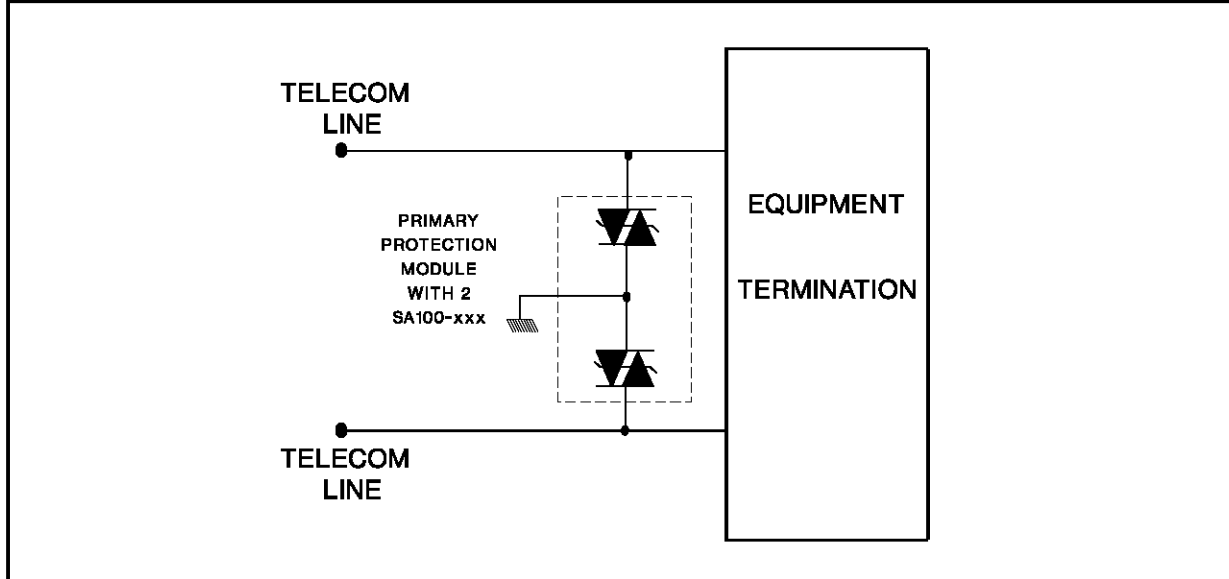 TELECOM
LINE
PRIMARY
PROTECTION
MODULE
WITH 2
SA100-xxx
EQUIPMENT
TERMINATION
TELECOM
LINE